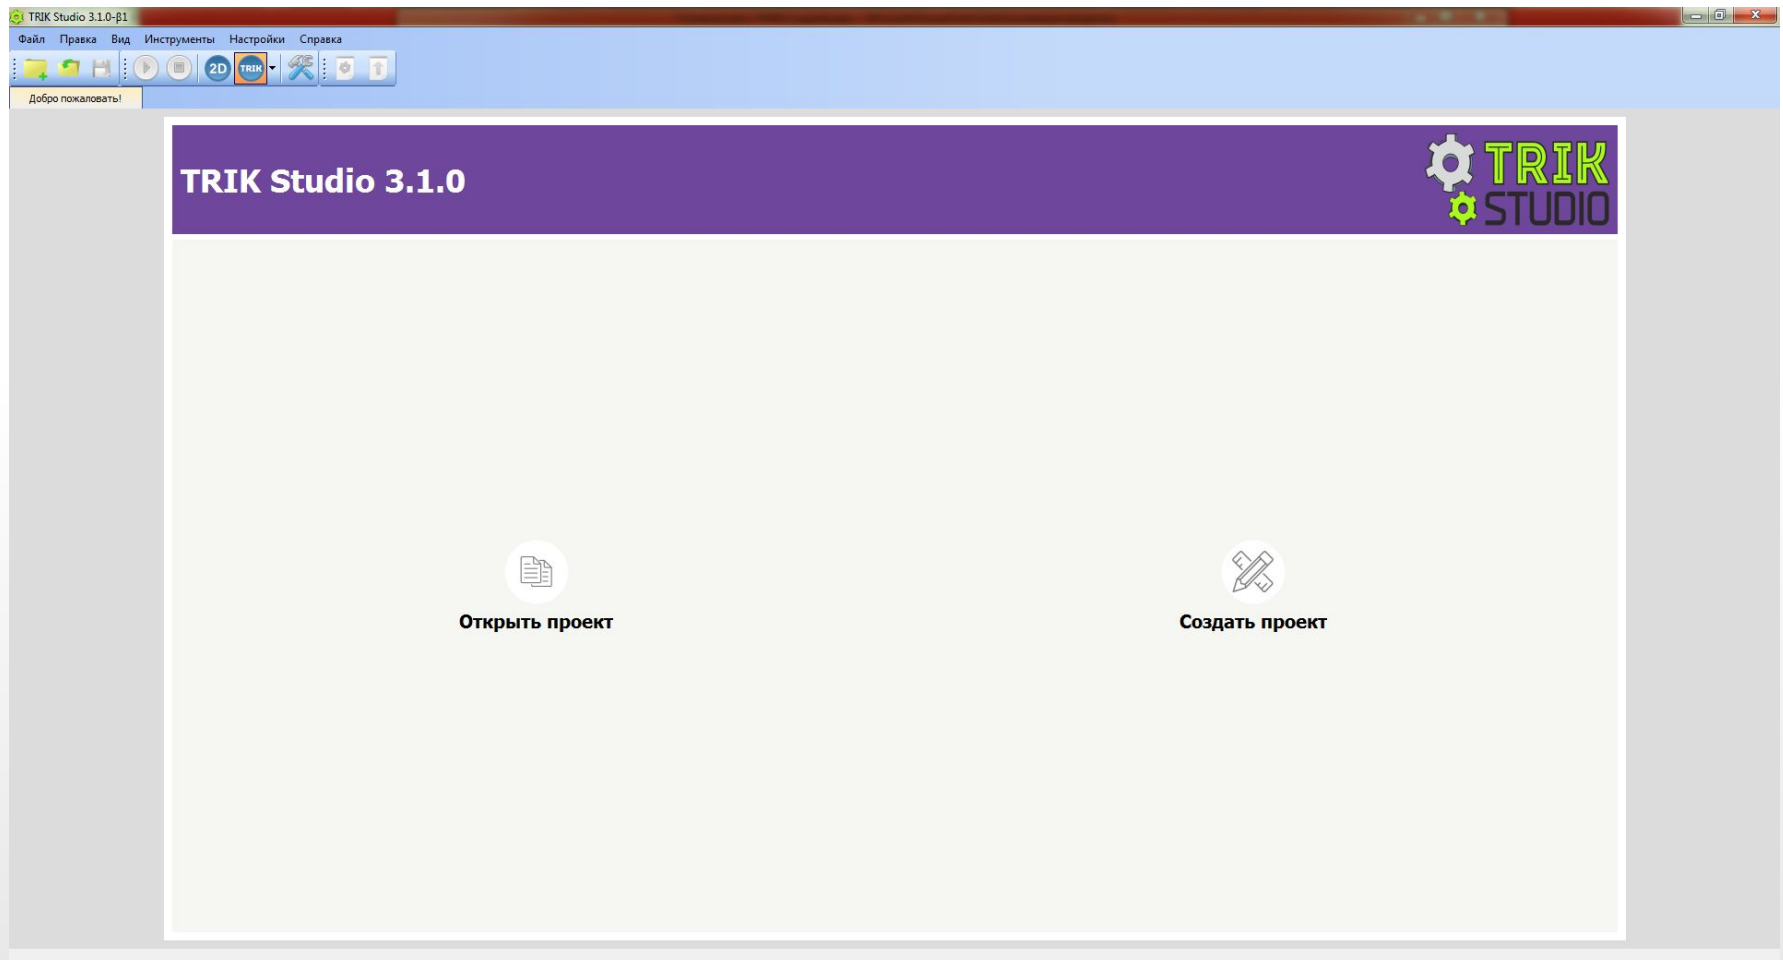 TRIK Studio 3.1.0-β1
Файл Правка Вид Инструменты Настройки Справка
2D TRIK
Добро пожаловать!
TRIK Studio 3.1.0
TRIK
STUDIO
Открыть проект
Создать проект